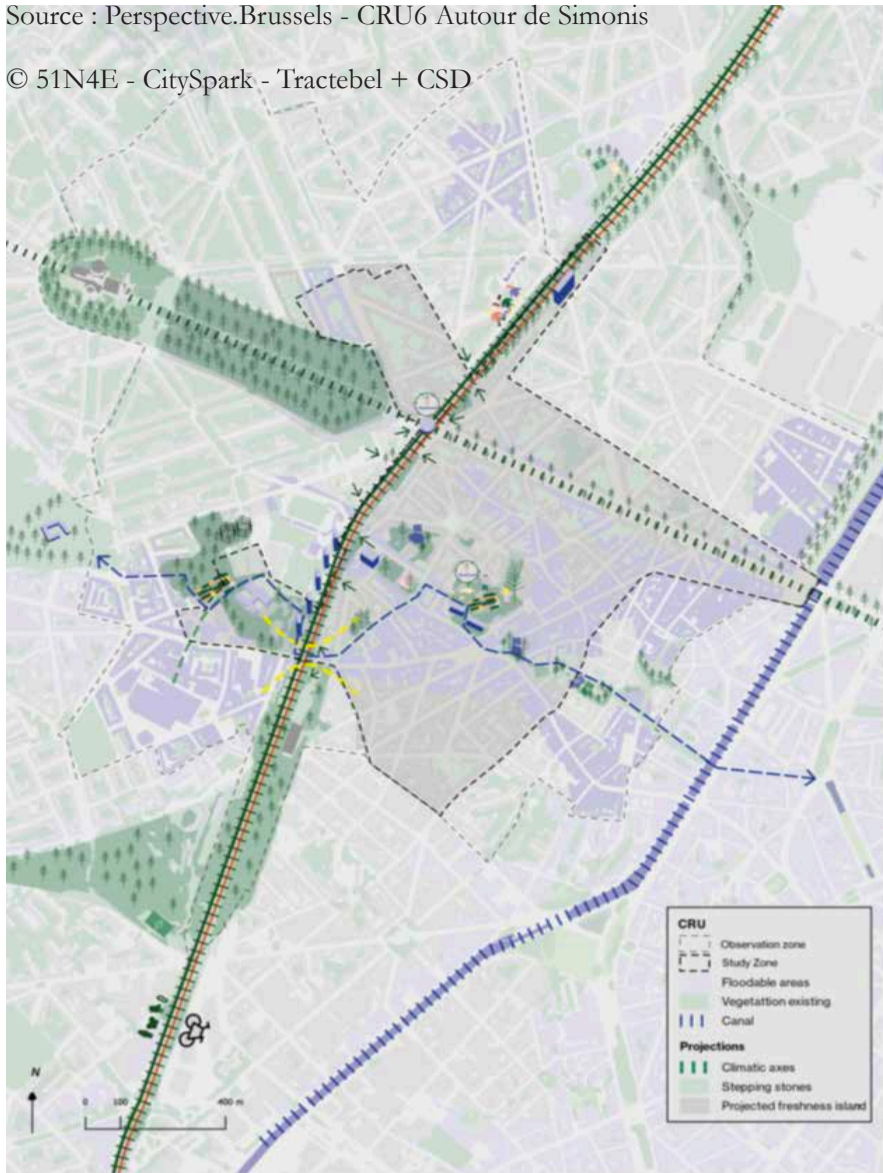 Source : Perspective.Brussels - CRU6 Autour de Simonis
© 51N4E - CitySpark - Tractebel + CSD
CRU
Observation zone
Study Zone
Floodable areas
Vegetattion existing
Canal
Projections
Climatic axes
Stepping stones
Projected freshness island
N
0 100 400 m